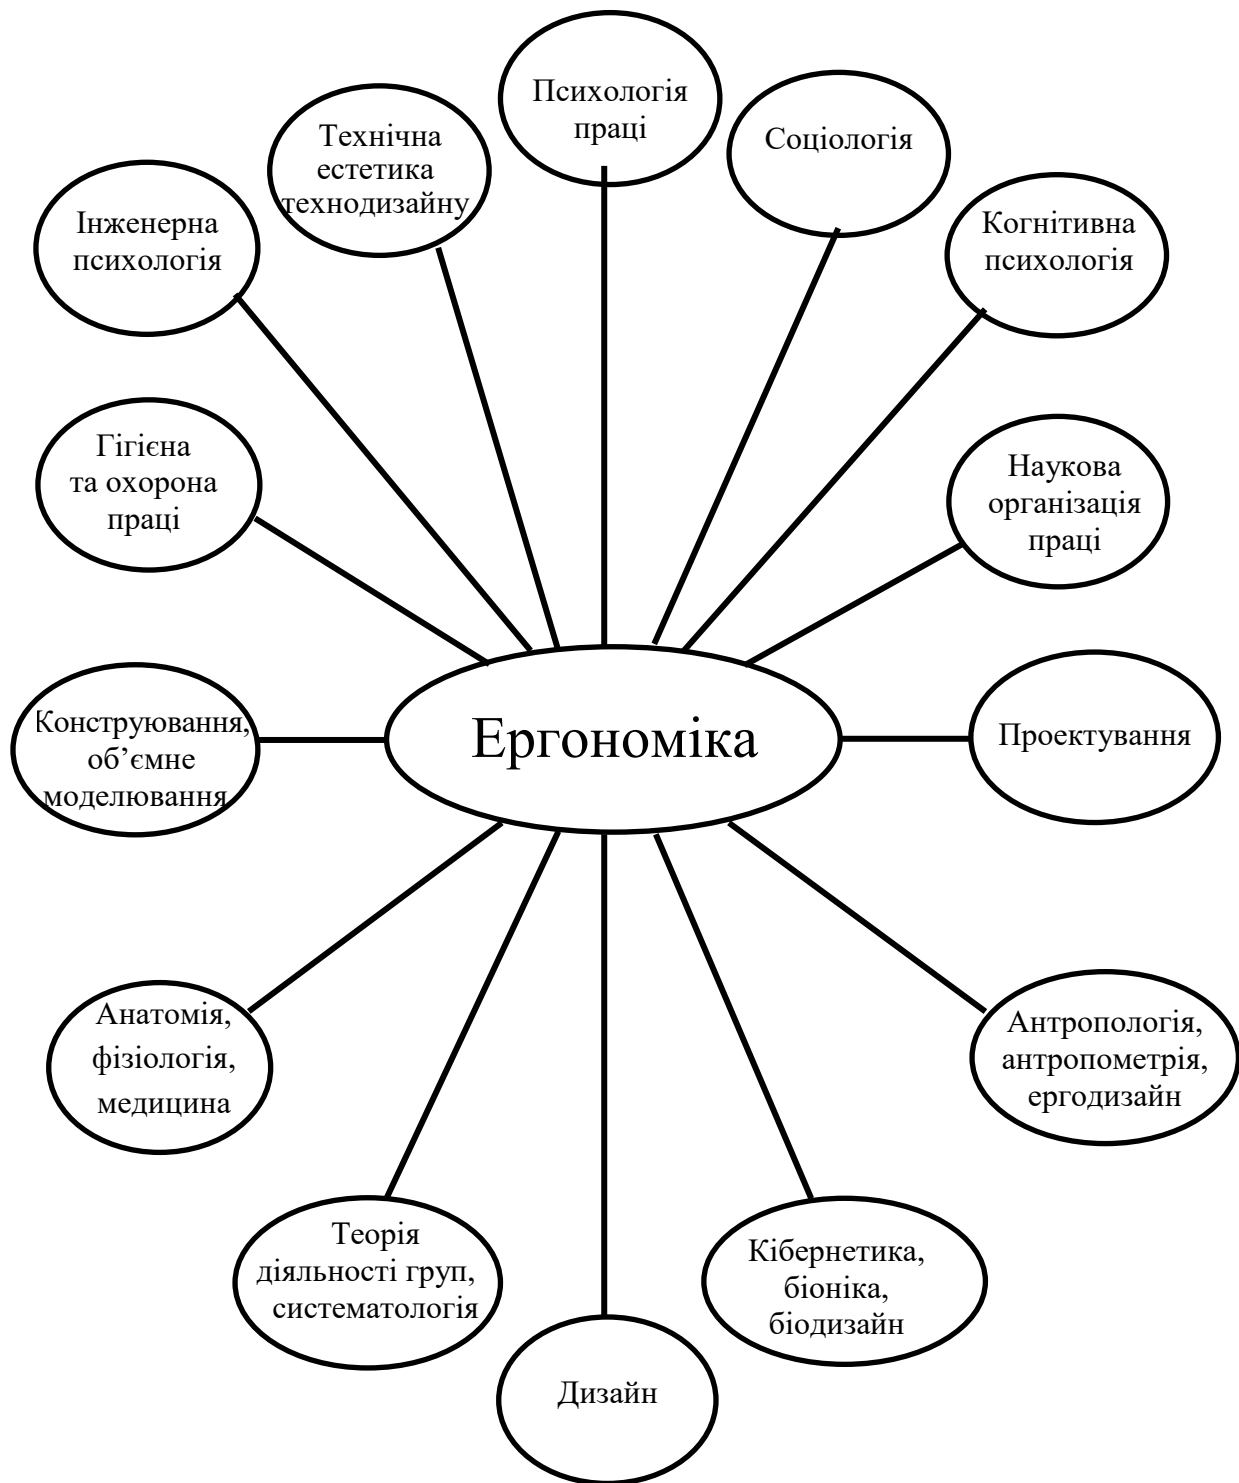 Психологія
праці
Технічна
естетика
технодизайну
Соціологія
Інженерна
психологія
Когнітивна
психологія
Гігієна
та охорона
праці
Наукова
організація
праці
Конструювання,
об’ємне
моделювання
Ергономіка
Проектування
Анатомія,
фізіологія,
медицина
Антропологія,
антропометрія,
ергодизайн
Теорія
діяльності груп,
систематологія
Кібернетика,
біоніка,
біодизайн
Дизайн